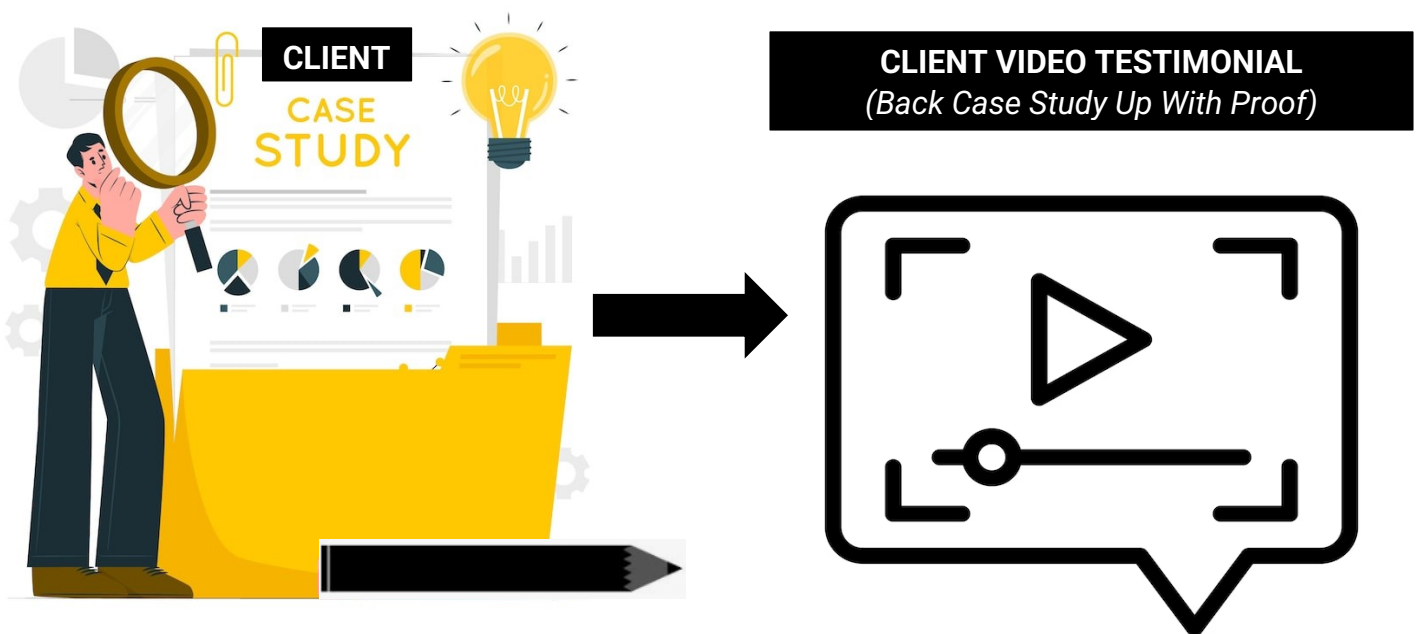 CLIENT
CASE
STUDY
CLIENT VIDEO TESTIMONIAL
(Back Case Study Up With Proof)